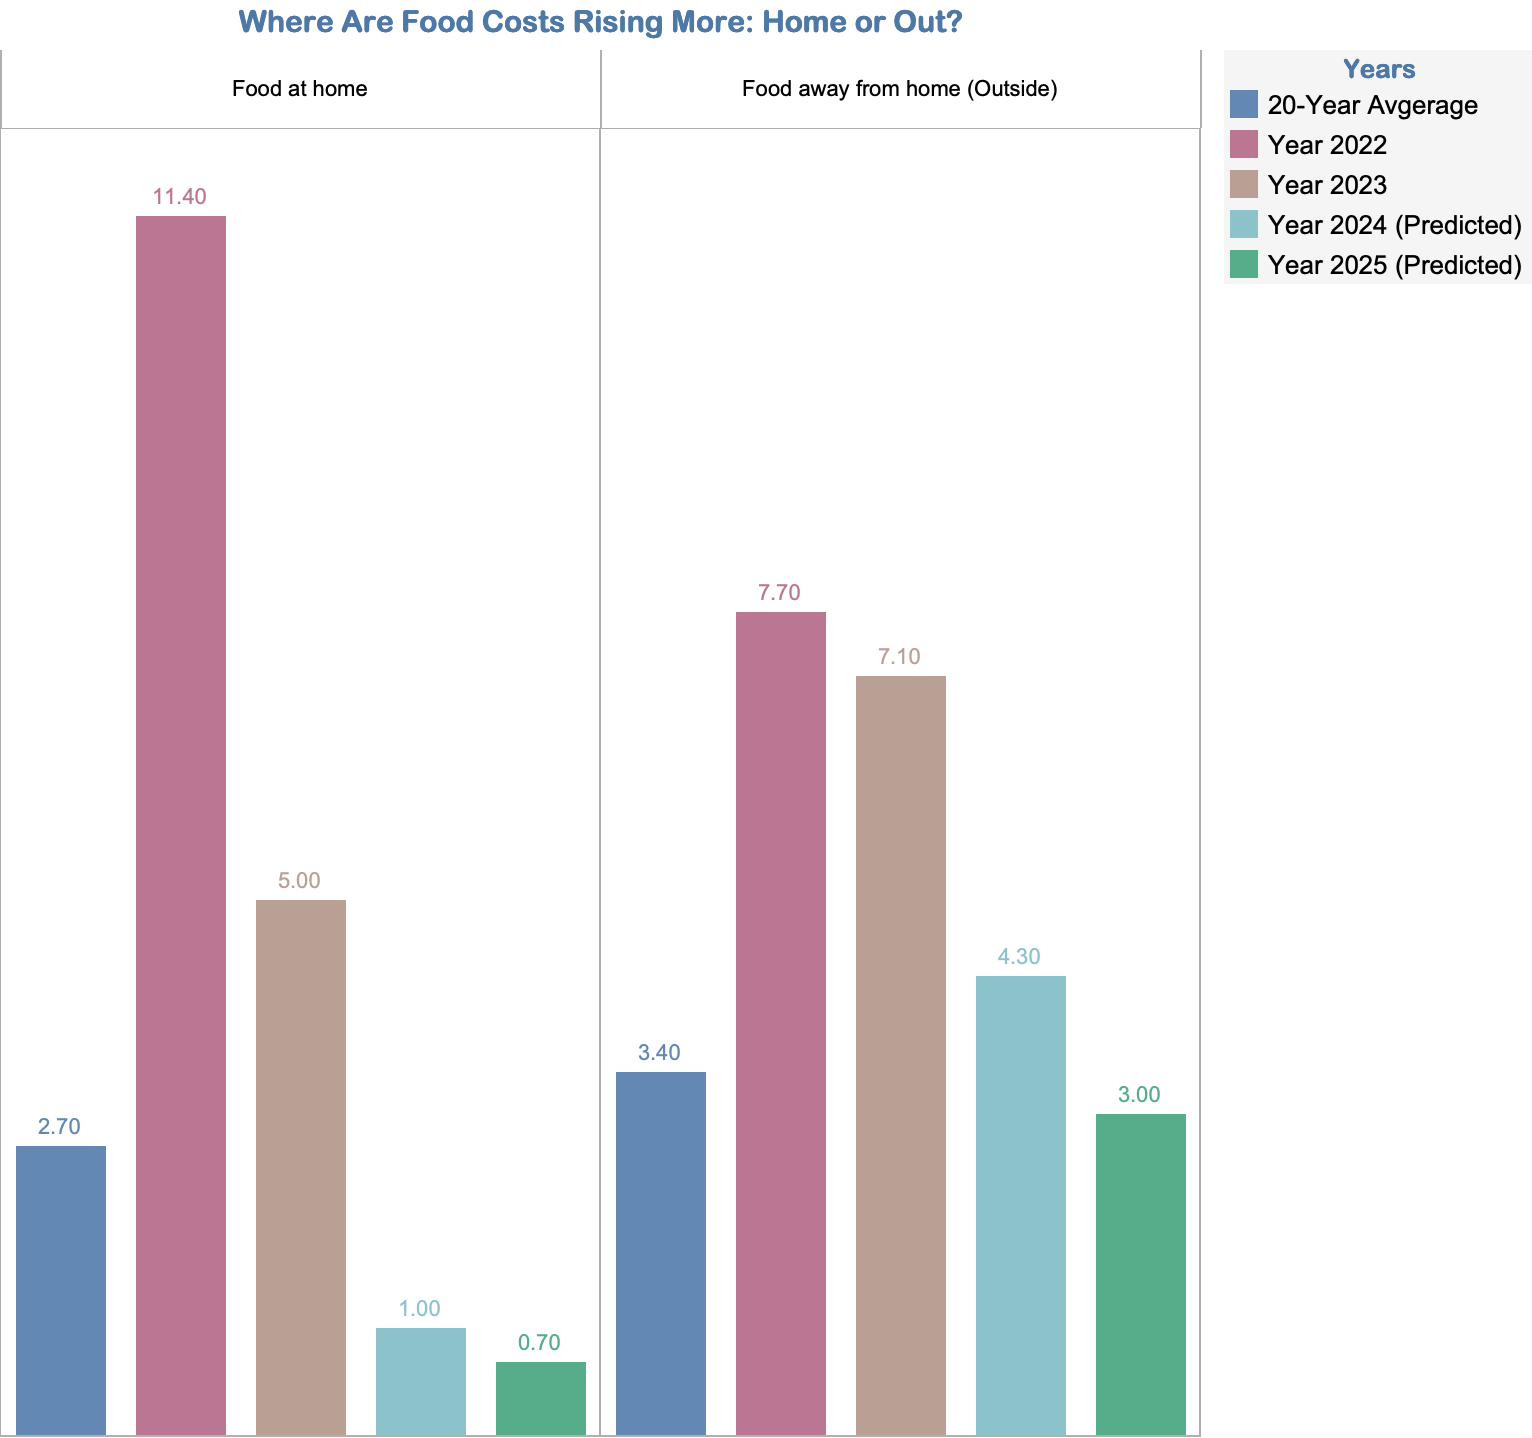 Where Are Food Costs Rising More: Home or Out?
Food at home
Food away from home (Outside)
Years
20-Year Avgerage
Year 2022
Year 2023
Year 2024 (Predicted)
Year 2025 (Predicted)
11.40
5.00
2.70
1.00
0.70
7.70
7.10
4.30
3.40
3.00